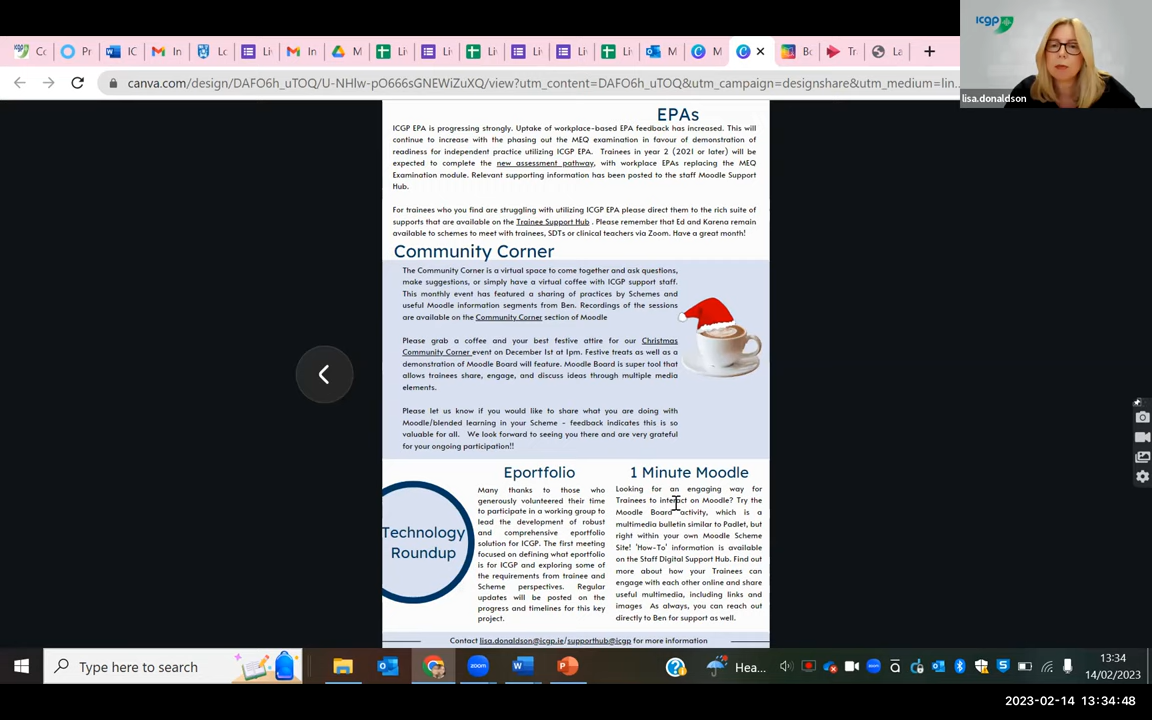 icgp
lisa.donaldson
Cc
Pr
IC
In
Lc
Li
In
M
Li
Li
Li
Li
Li
Li
M
M
Bc
Tr
La
canva.com/design/DAFO6h_uTOQ/U-NHlw-pO666sGNEWiZuXQ/view?utm_content=DAFO6h_uTOQ&utm_campaign=designshare&utm_medium=lin...
EPAs
ICGP EPA is progressing strongly. Uptake of workplace-based EPA feedback has increased. This will
continue to increase with the phasing out the MEQ examination in favour of demonstration of
readiness for independent practice utilizing ICGP EPA. Trainees in year 2 (2021 or later) will be
expected to complete the new assessment pathway, with workplace EPAs replacing the MEQ
Examination module. Relevant supporting information has been posted to the staff Moodle Support
Hub.
For trainees who you find are struggling with utilizing ICGP EPA please direct them to the rich suite of
supports that are available on the Trainee Support Hub . Please remember that Ed and Karena remain
available to schemes to meet with trainees, SDTs or clinical teachers via Zoom. Have a great month!
Community Corner
The Community Corner is a virtual space to come together and ask questions,
make suggestions, or simply have a virtual coffee with ICGP support staff.
This monthly event has featured a sharing of practices by Schemes and
useful Moodle information segments from Ben. Recordings of the sessions
are available on the Community Corner section of Moodle
Please grab a coffee and your best festive attire for our Christmas
Community Corner event on December 1st at 1pm. Festive treats as well as a
demonstration of Moodle Board will feature. Moodle Board is super tool that
allows trainees share, engage, and discuss ideas through multiple media
elements.
Please let us know if you would like to share what you are doing with
Moodle/blended learning in your Scheme - feedback indicates this is so
valuable for all. We look forward to seeing you there and are very grateful
for your ongoing participation!!
Technology
Roundup
Eportfolio
Many thanks to those who
generously volunteered their time
to participate in a working group to
lead the development of robust
and comprehensive eportfolio
solution for ICGP. The first meeting
focused on defining what eportfolio
is for ICGP and exploring some of
the requirements from trainee and
Scheme perspectives. Regular
updates will be posted on the
progress and timelines for this key
project.
1 Minute Moodle
Looking for an engaging way for
Trainees to interact on Moodle? Try the
Moodle Board activity, which is a
multimedia bulletin similar to Padlet, but
right within your own Moodle Scheme
Site! 'How-To' information is available
on the Staff Digital Support Hub. Find out
more about how your Trainees can
engage with each other online and share
useful multimedia, including links and
images As always, you can reach out
directly to Ben for support as well.
Contact lisa.donaldson@icgp.ie/supporthub@icgp for more information
Type here to search
zoom
Hea...
13:34
14/02/2023
2023-02-14 13:34:48